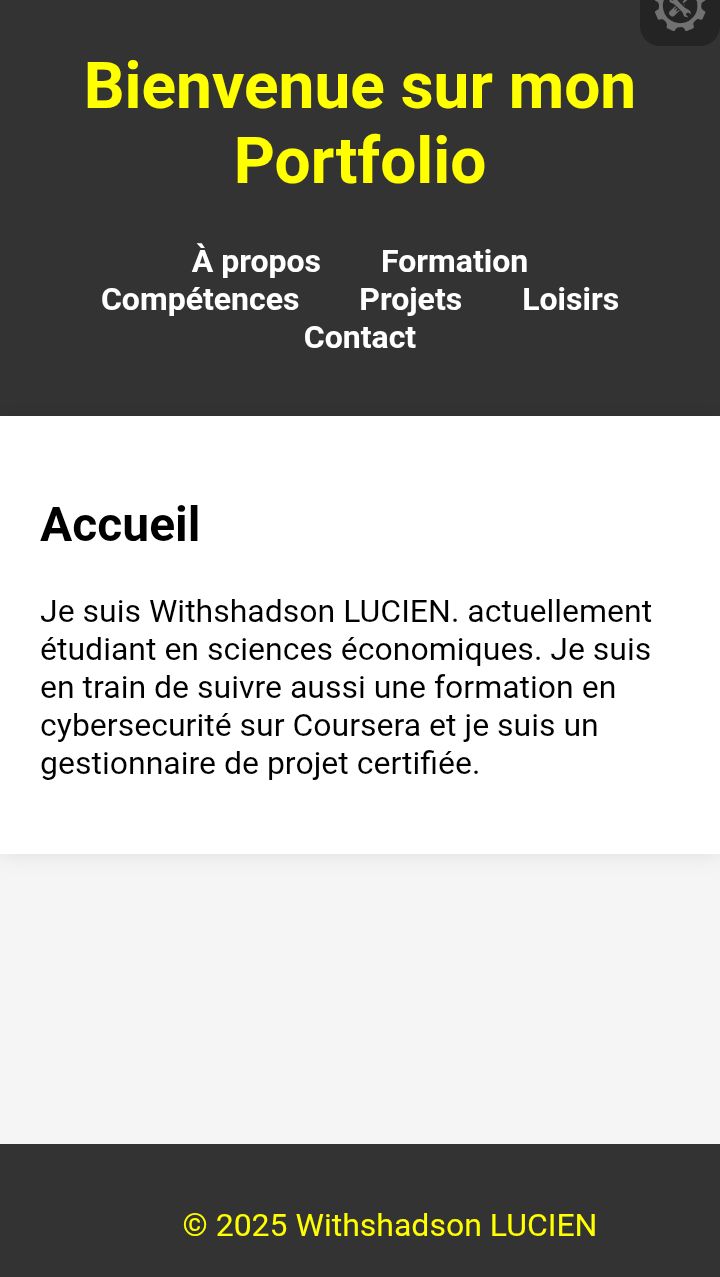 Bienvenue sur mon
Portfolio
À propos Formation
Compétences Projets Loisirs
Contact
Accueil
Je suis Withshadson LUCIEN. actuellement
étudiant en sciences économiques. Je suis
en train de suivre aussi une formation en
cybersecurité sur Coursera et je suis un
gestionnaire de projet certifiée.
© 2025 Withshadson LUCIEN